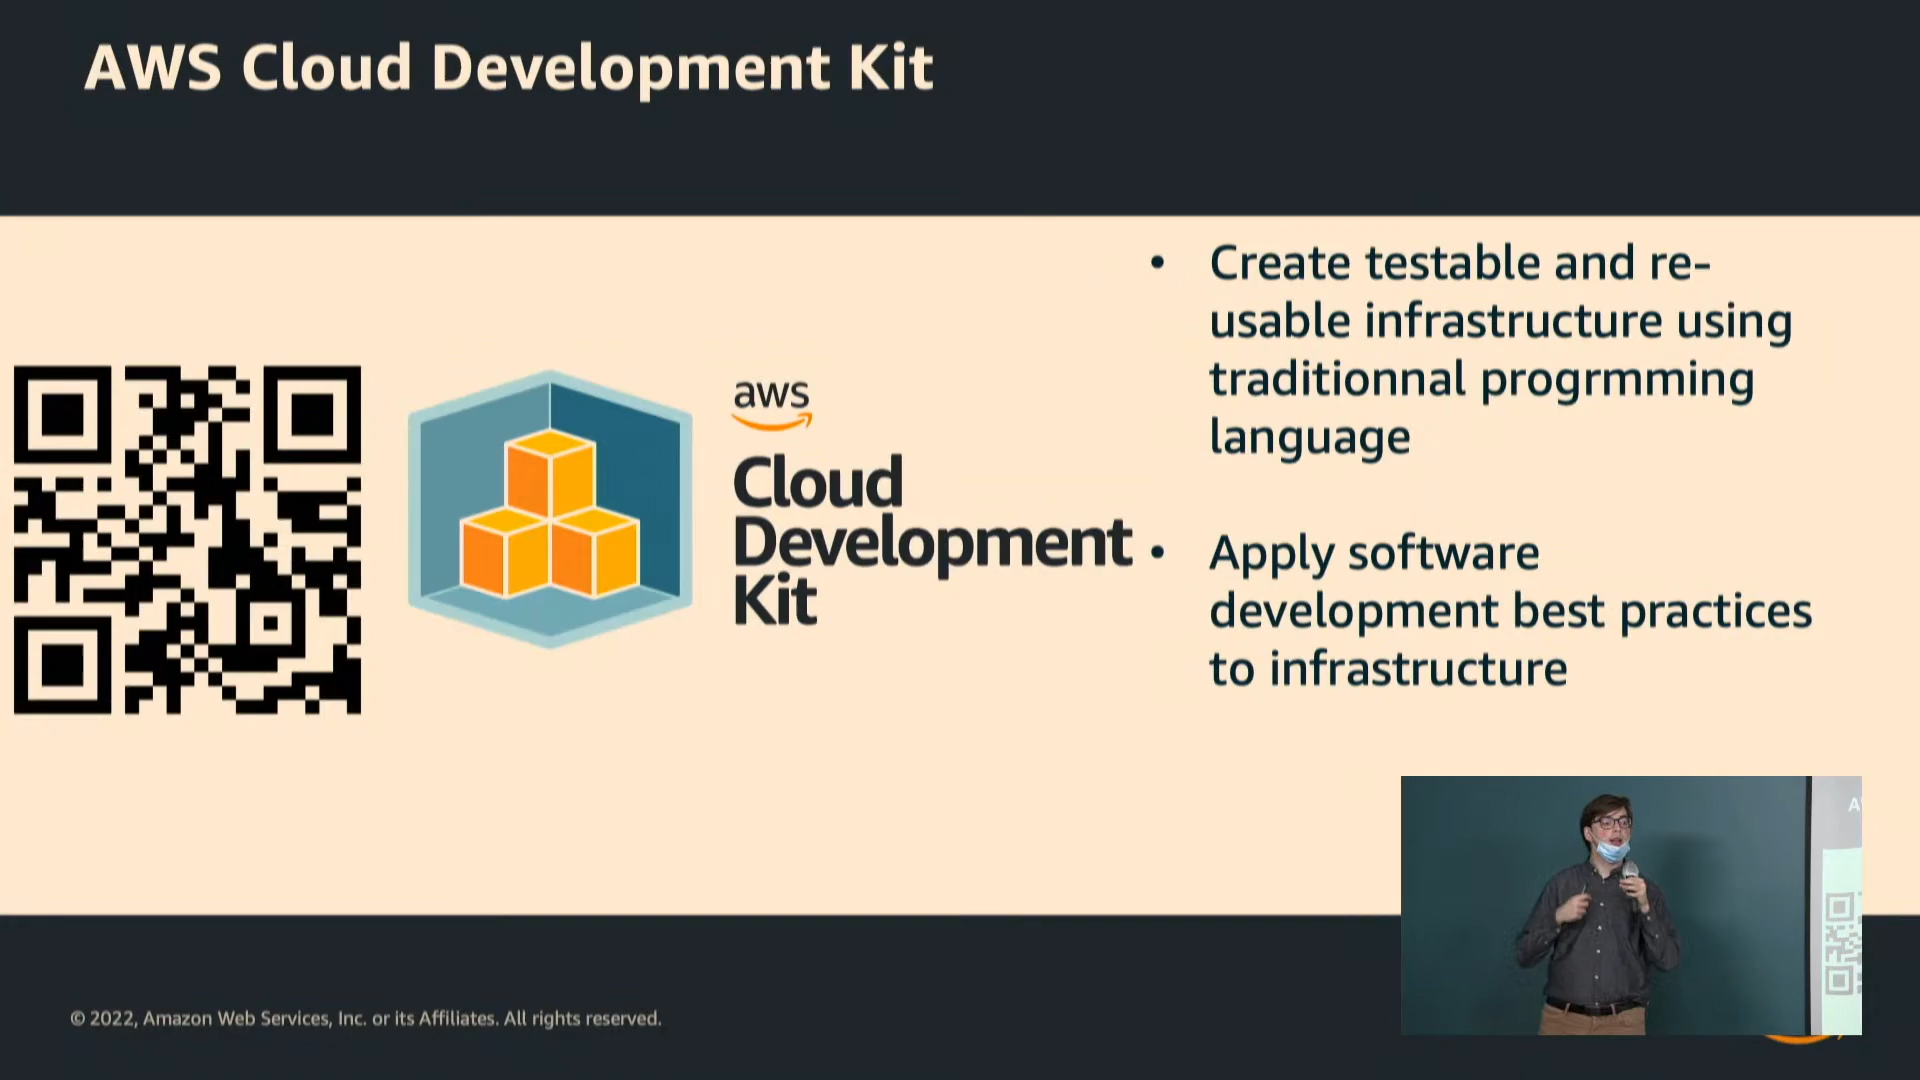 AWS Cloud Development Kit
aws
Cloud
Development
Kit
• Create testable and re-
usable infrastructure using
traditionnal progrmming
language
• Apply software
development best practices
to infrastructure
A
© 2022, Amazon Web Services, Inc. or its Affiliates. All rights reserved.